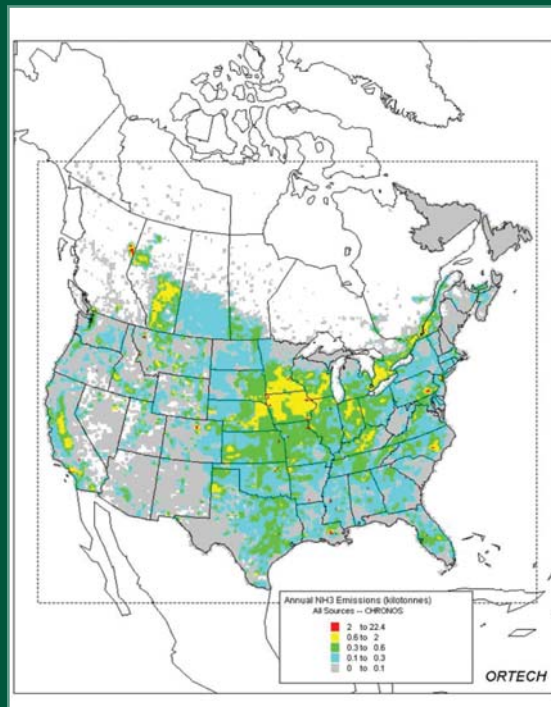 Annual NH3 Emissions (kilotonnes)
All Sources -- CHRONOS
2 to 22.4
0.6 to 2
0.3 to 0.6
0.1 to 0.3
0 to 0.1
ORTECH